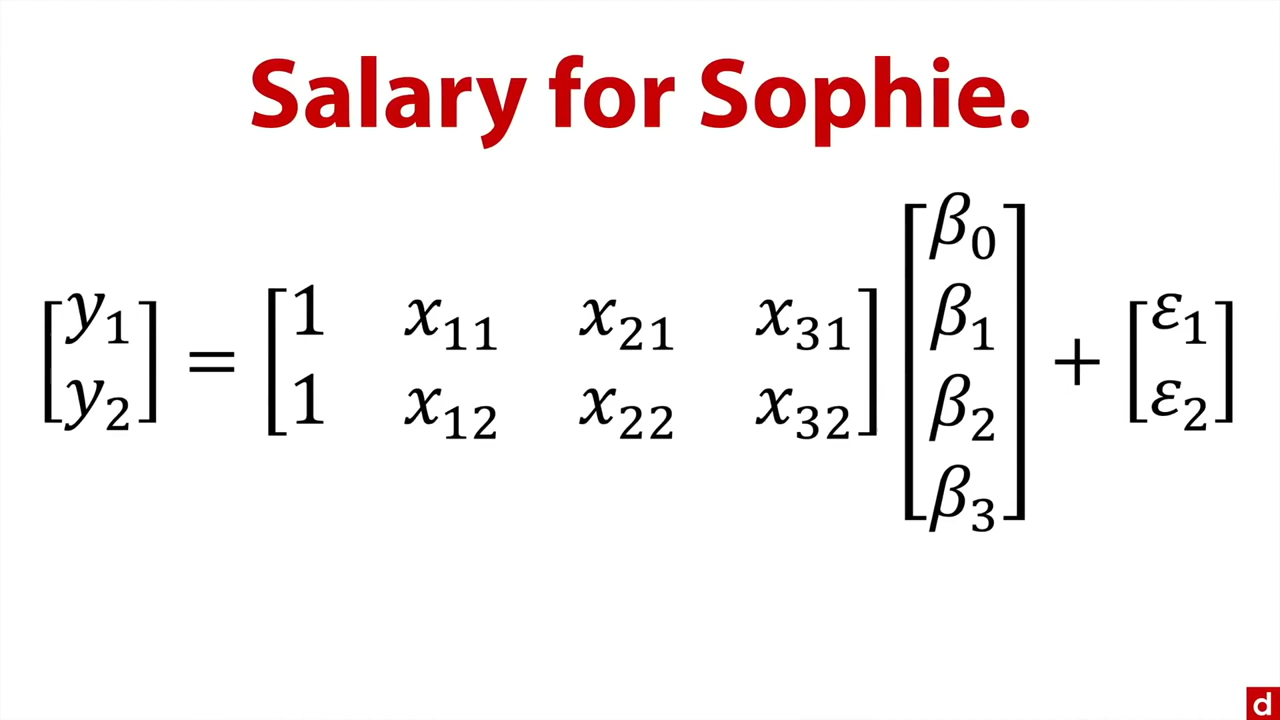 Salary for Sophie.
[y₁ y₂] = [1 x₁₁ x₂₁ x₃₁; 1 x₁₂ x₂₂ x₃₂] [β₀ β₁ β₂ β₃] + [ε₁ ε₂]
d